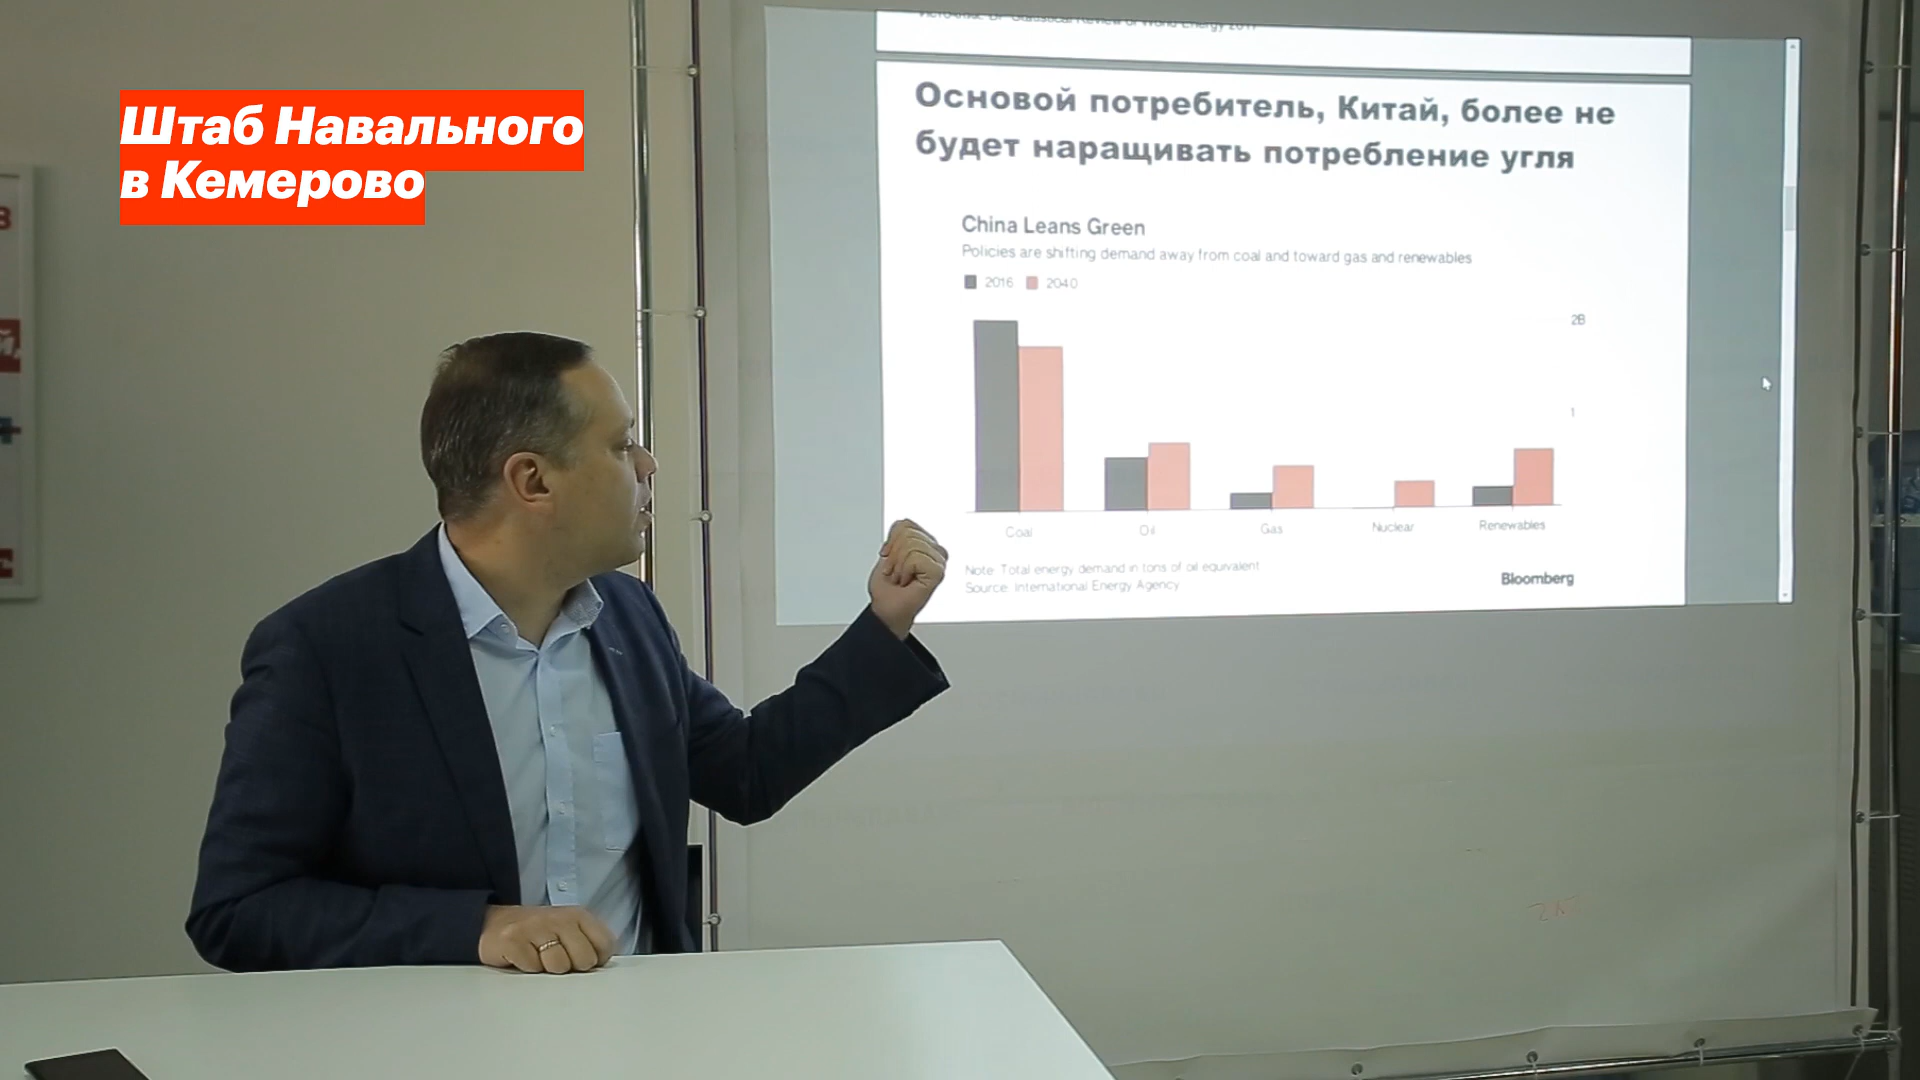 Штаб Навального
в Кемерово
Основой потребитель, Китай, более не
будет наращивать потребление угля
China Leans Green
Policies are shifting demand away from coal and toward gas and renewables
2016 2040
2B
1
Coal Oil Gas Nuclear Renewables
Note: Total energy demand in tons of oil equivalent
Source: International Energy Agency
Bloomberg